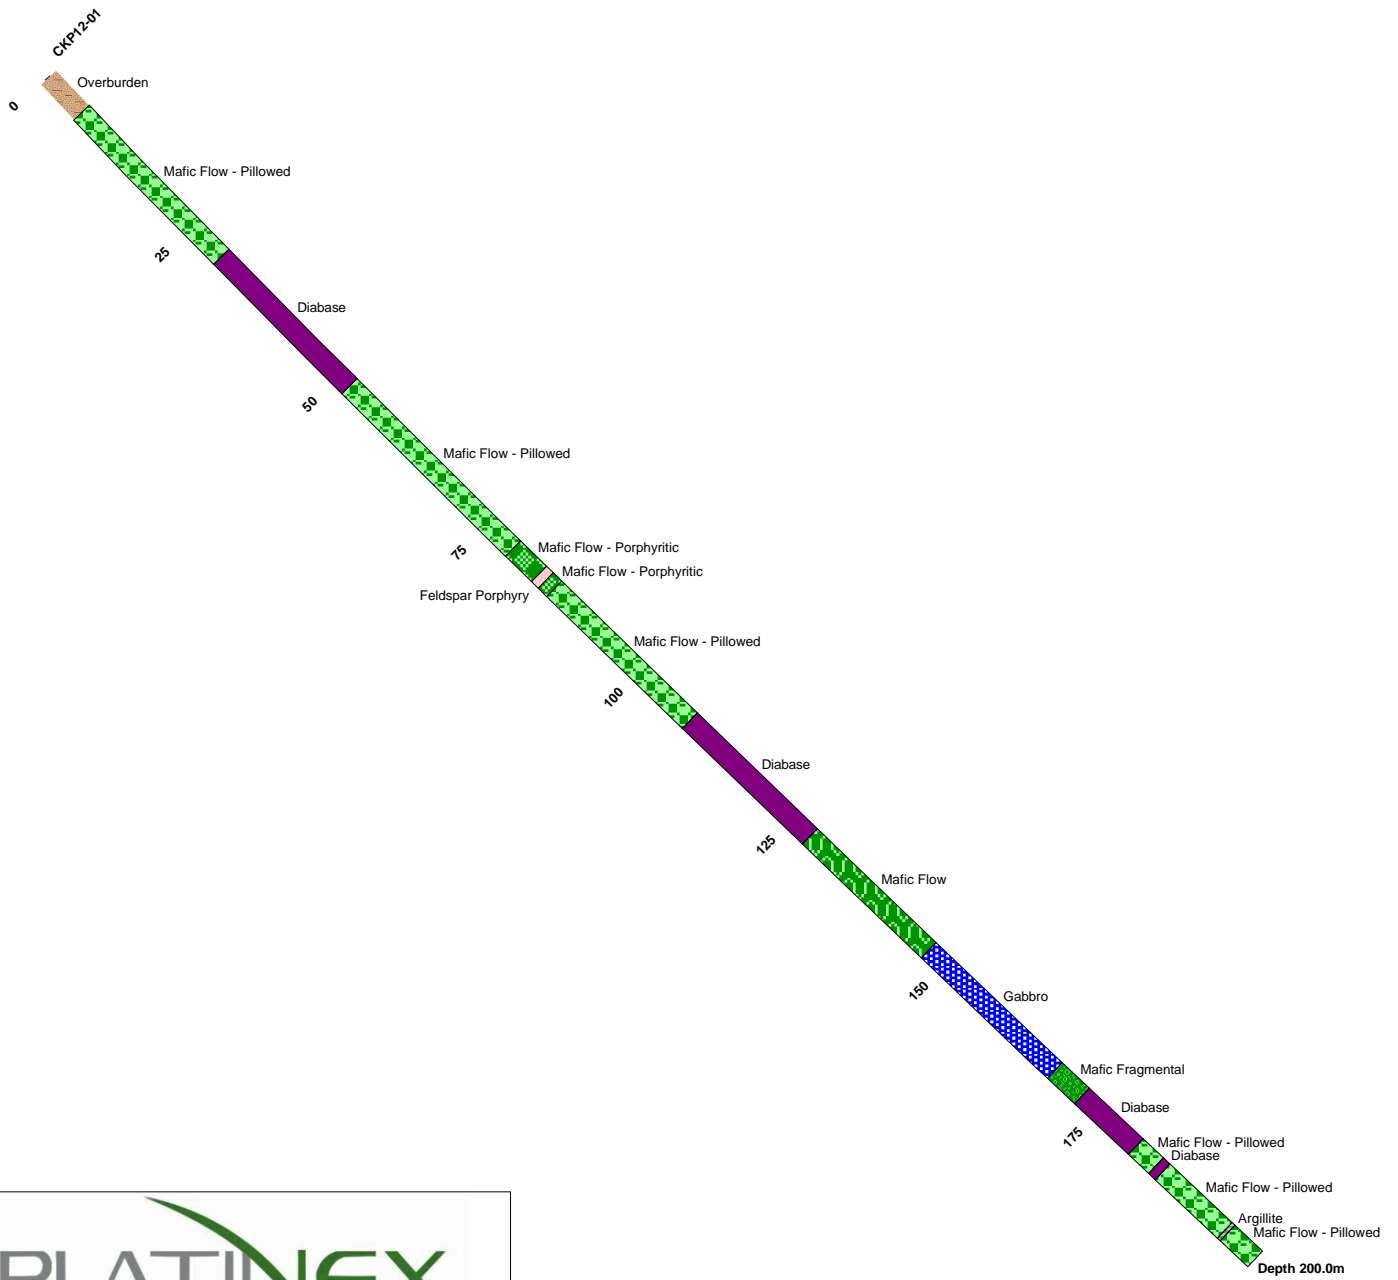 CKP12-01
Overburden
0
Mafic Flow - Pillowed
25
Diabase
50
Mafic Flow - Pillowed
75
Mafic Flow - Porphyritic
Mafic Flow - Porphyritic
Feldspar Porphyry
Mafic Flow - Pillowed
100
Diabase
125
Mafic Flow
150
Gabbro
Mafic Fragmental
Diabase
175
Mafic Flow - Pillowed
Diabase
Mafic Flow - Pillowed
Argillite
Mafic Flow - Pillowed
Depth 200.0m
PLATINEX